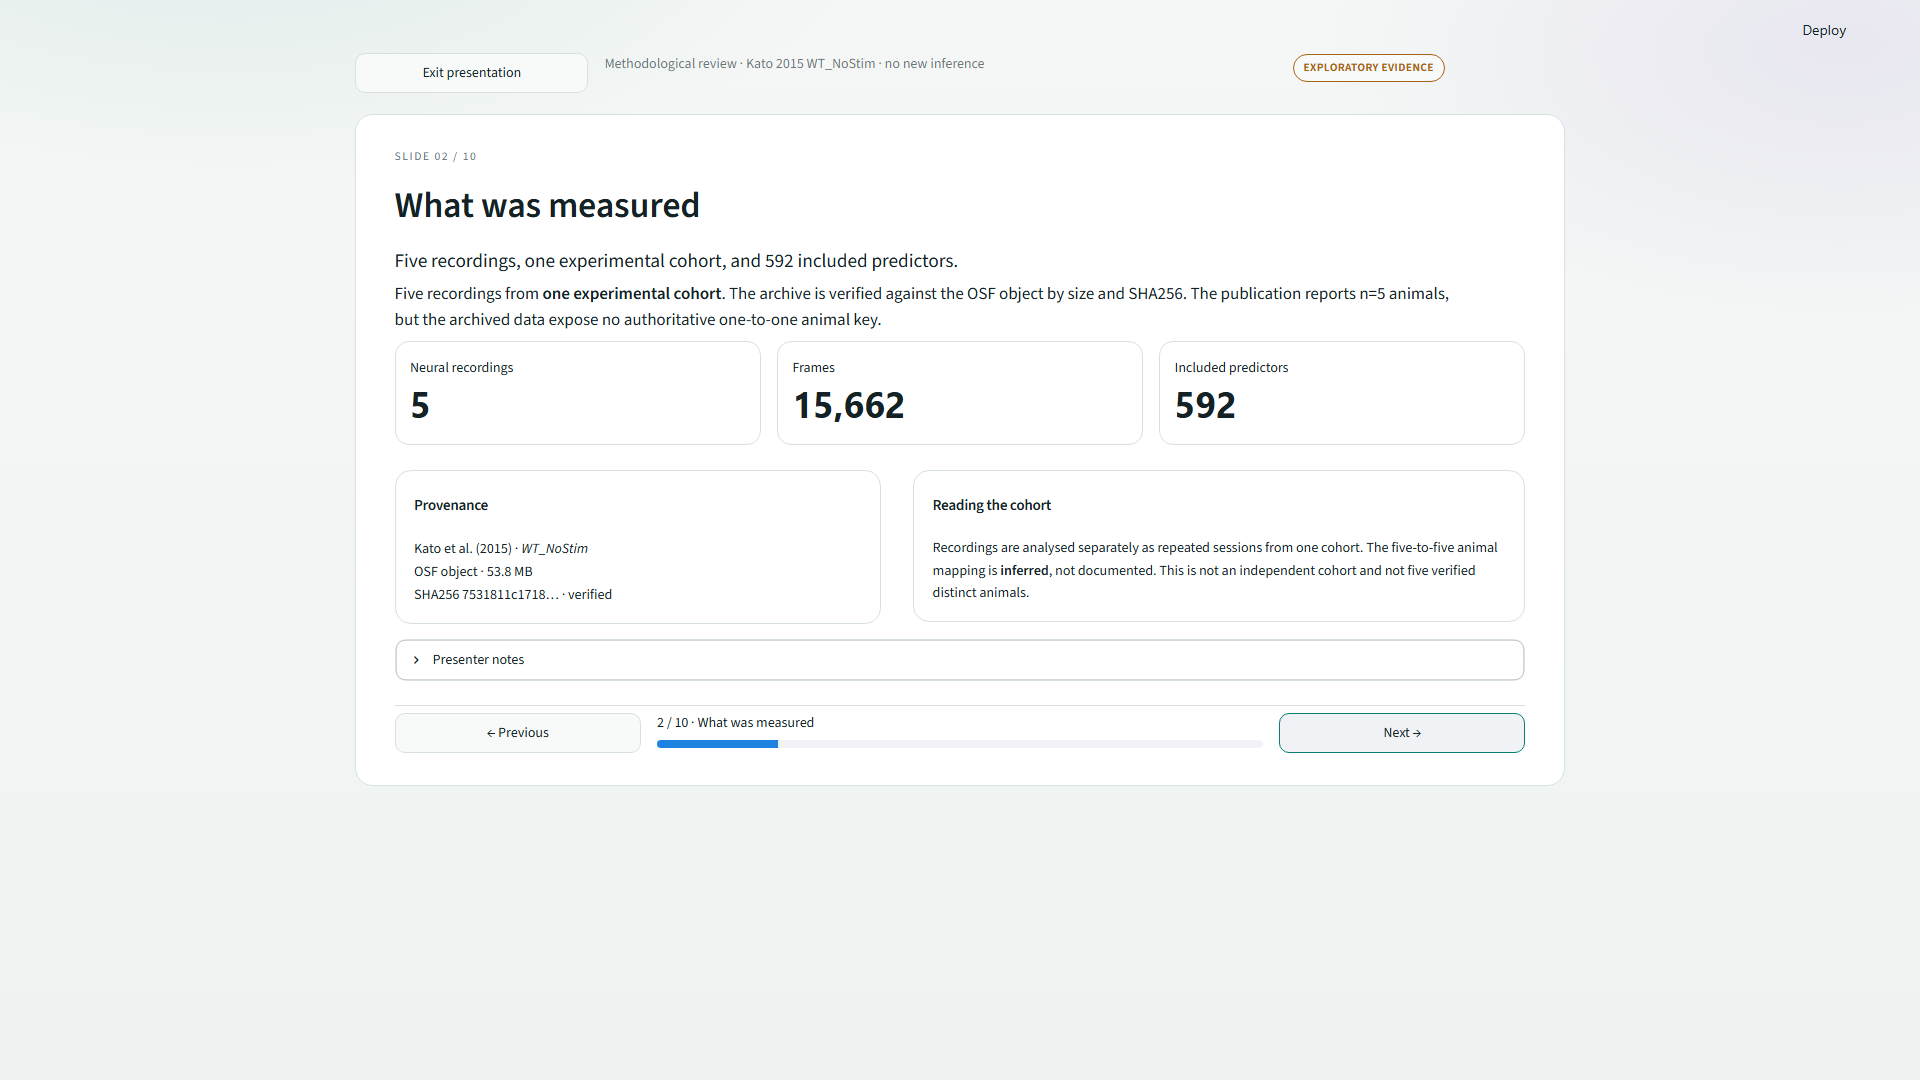 Deploy
Exit presentation
Methodological review · Kato 2015 WT_NoStim · no new inference
EXPLORATORY EVIDENCE
SLIDE 02 / 10
What was measured
Five recordings, one experimental cohort, and 592 included predictors.
Five recordings from one experimental cohort. The archive is verified against the OSF object by size and SHA256. The publication reports n=5 animals,
but the archived data expose no authoritative one-to-one animal key.
Neural recordings
5
Frames
15,662
Included predictors
592
Provenance
Kato et al. (2015) · WT_NoStim
OSF object · 53.8 MB
SHA256 7531811c1718… · verified
Reading the cohort
Recordings are analysed separately as repeated sessions from one cohort. The five-to-five animal
mapping is inferred, not documented. This is not an independent cohort and not five verified
distinct animals.
Presenter notes
← Previous
2 / 10 · What was measured
Next →